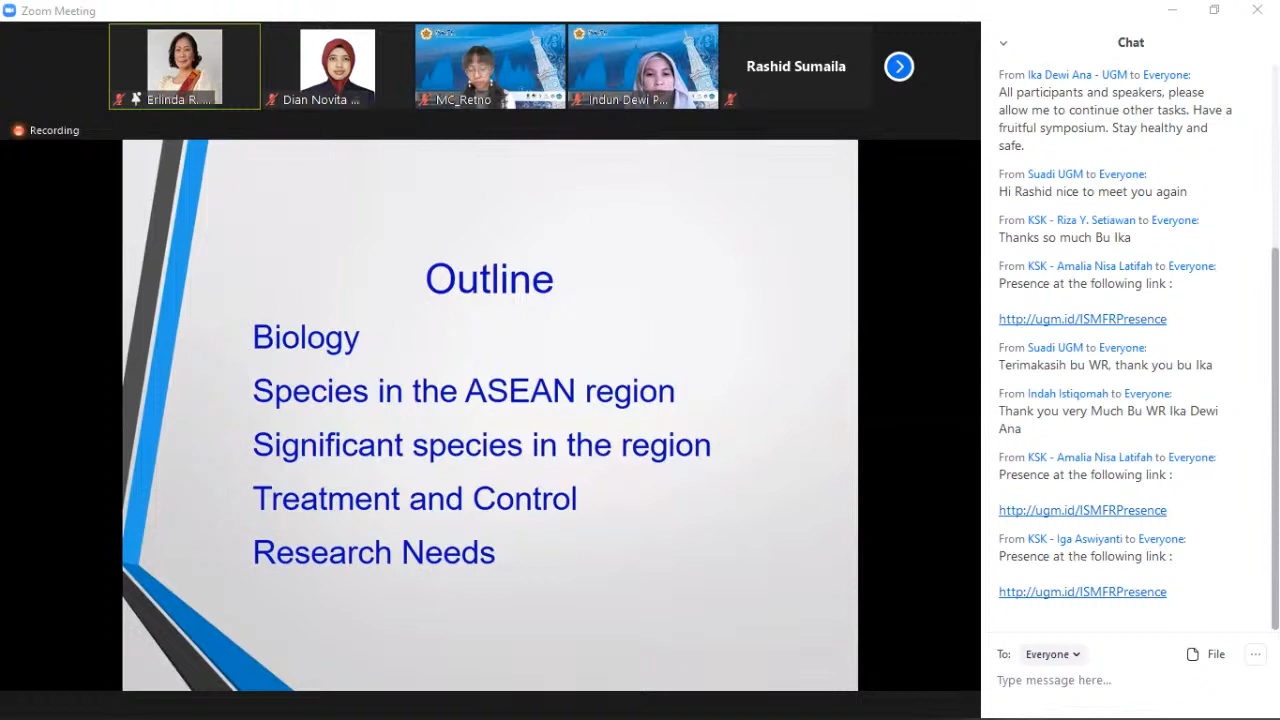 Zoom Meeting
Erlinda R. ...
Dian Novita ...
MC_Retno
Indun Dewi P...
Rashid Sumaila
Recording
Outline
Biology
Species in the ASEAN region
Significant species in the region
Treatment and Control
Research Needs
Chat
From Ika Dewi Ana - UGM to Everyone:
All participants and speakers, please
allow me to continue other tasks. Have a
fruitful symposium. Stay healthy and
safe.
From Suadi UGM to Everyone:
Hi Rashid nice to meet you again
From KSK - Riza Y. Setiawan to Everyone:
Thanks so much Bu Ika
From KSK - Amalia Nisa Latifah to Everyone:
Presence at the following link :
http://ugm.id/ISMFRPresence
From Suadi UGM to Everyone:
Terimakasih bu WR, thank you bu Ika
From Indah Istiqomah to Everyone:
Thank you very Much Bu WR Ika Dewi
Ana
From KSK - Amalia Nisa Latifah to Everyone:
Presence at the following link :
http://ugm.id/ISMFRPresence
From KSK - Iga Aswiyanti to Everyone:
Presence at the following link :
http://ugm.id/ISMFRPresence
To: Everyone
File
Type message here...